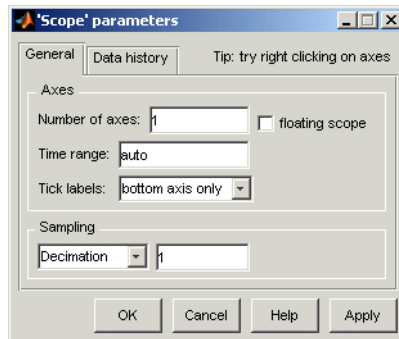 'Scope' parameters
General Data history Tip: try right clicking on axes
Axes
Number of axes: 1 floating scope
Time range: auto
Tick labels: bottom axis only
Sampling
Decimation 1
OK Cancel Help Apply